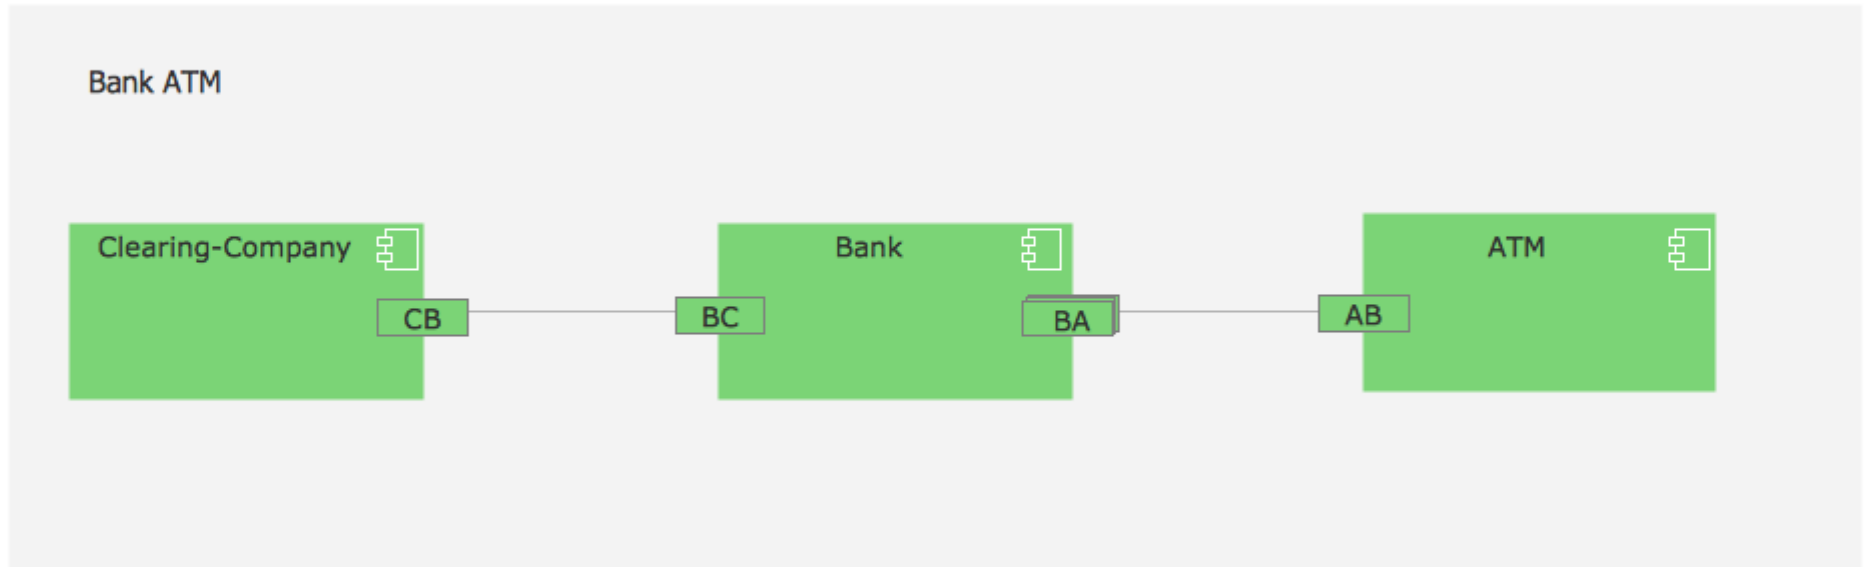 Bank ATM
Clearing-Company
Bank
ATM
CB
BC
BA
AB